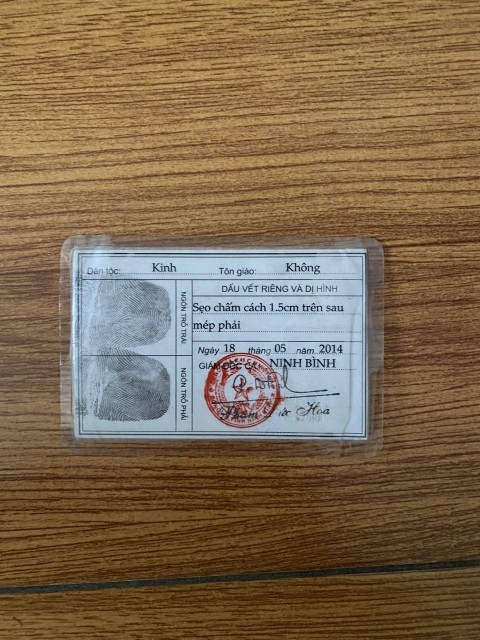 Dân tộc: Kinh Tôn giáo: Không
DẤU VẾT RIÊNG VÀ DỊ HÌNH
NGÓN TRỎ TRÁI
Sẹo chấm cách 1.5cm trên sau
mép phải
Ngày 18 tháng 05 năm 2014
GIÁM ĐỐC CA NINH BÌNH
NGÓN TRỎ PHẢI
Hoa